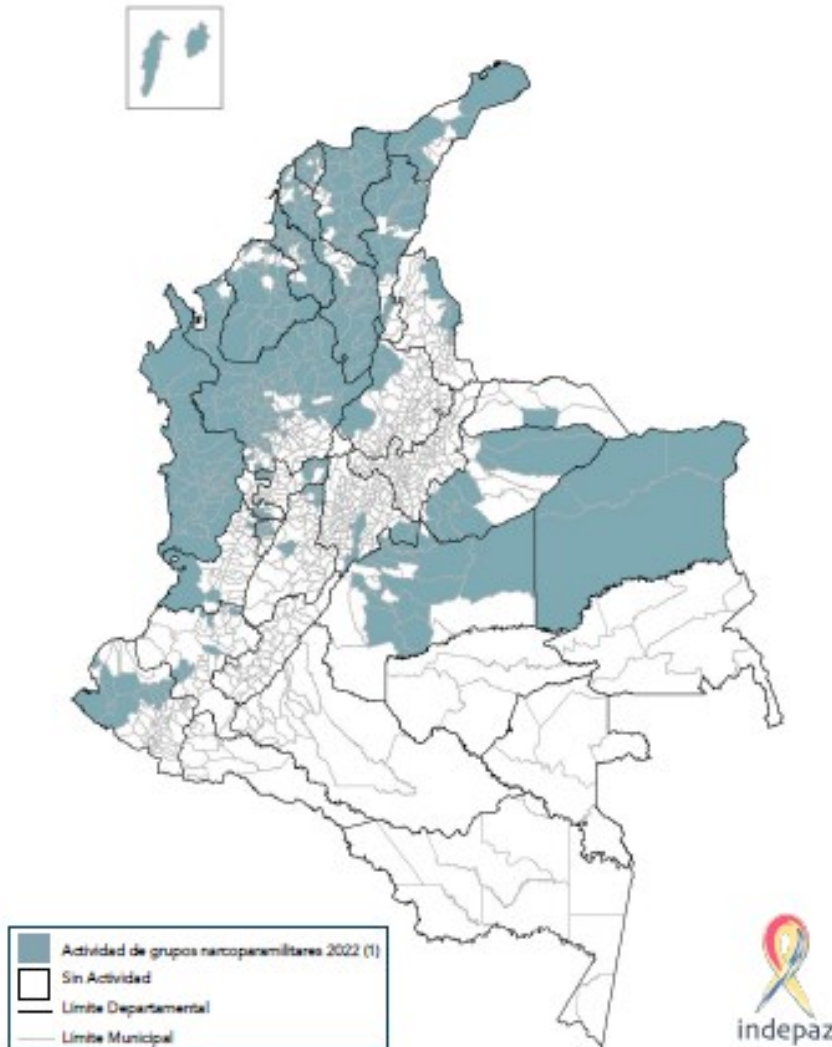 Actividad de grupos narcoparamilitares 2022 (1)
Sin Actividad
Límite Departamental
Límite Municipal
indepaz